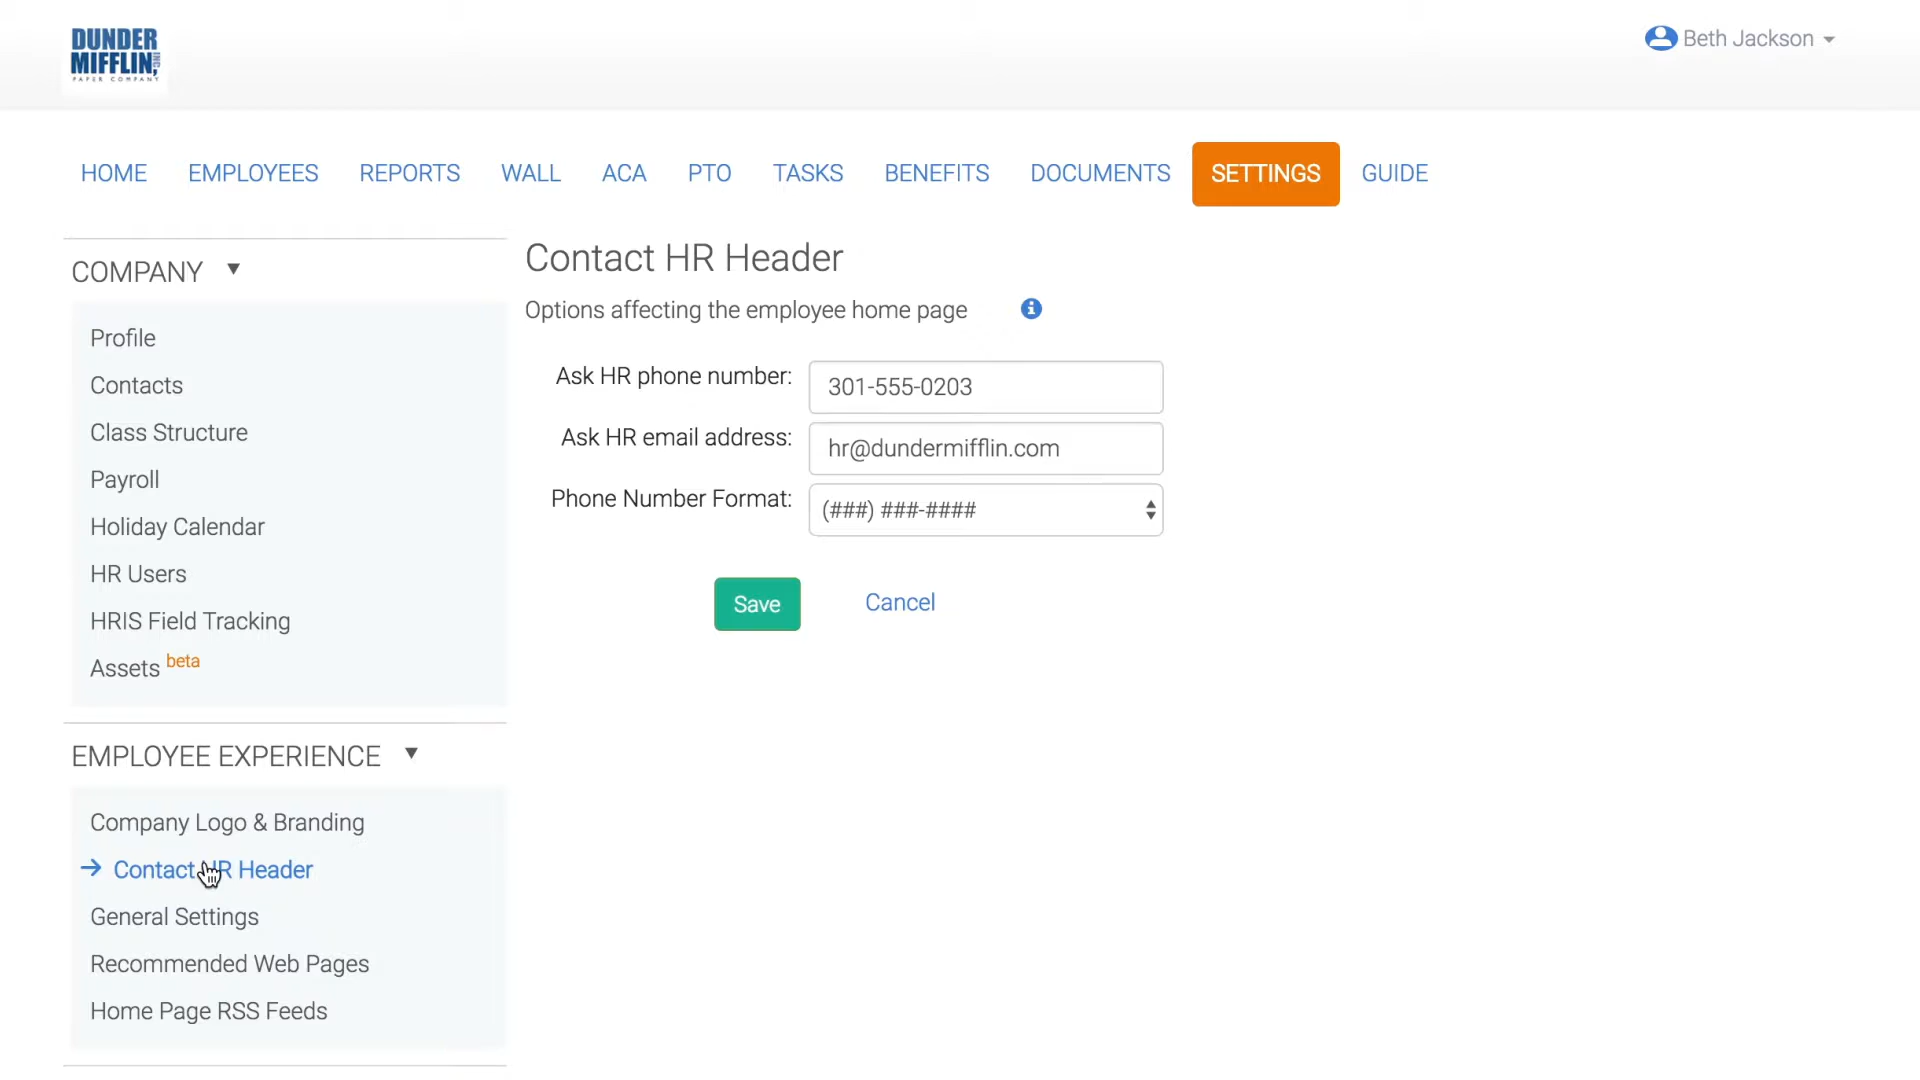 DUNDER
MIFFLIN, INC
PAPER COMPANY
Beth Jackson
HOME EMPLOYEES REPORTS WALL ACA PTO TASKS BENEFITS DOCUMENTS SETTINGS GUIDE
COMPANY
Profile
Contacts
Class Structure
Payroll
Holiday Calendar
HR Users
HRIS Field Tracking
Assets beta
EMPLOYEE EXPERIENCE
Company Logo & Branding
Contact HR Header
General Settings
Recommended Web Pages
Home Page RSS Feeds
Contact HR Header
Options affecting the employee home page
Ask HR phone number: 301-555-0203
Ask HR email address: hr@dundermifflin.com
Phone Number Format: (###) ###-####
Save Cancel